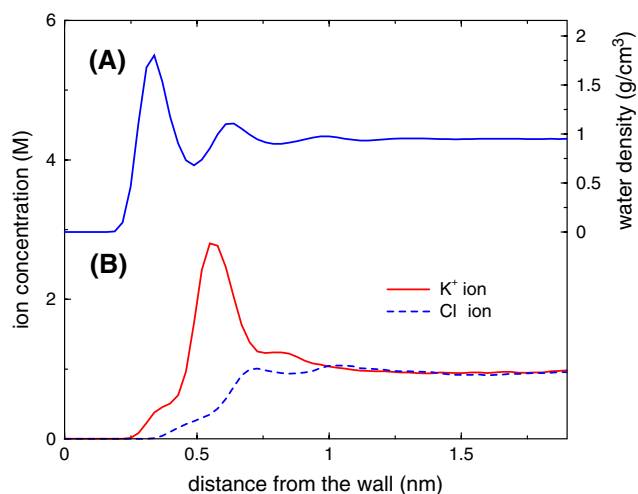 6
4
2
0
ion concentration (M)
(A)
(B)
2
1.5
1
0.5
0
water density (g/cm³)
K⁺ ion
Cl ion
0
0.5
1
1.5
distance from the wall (nm)